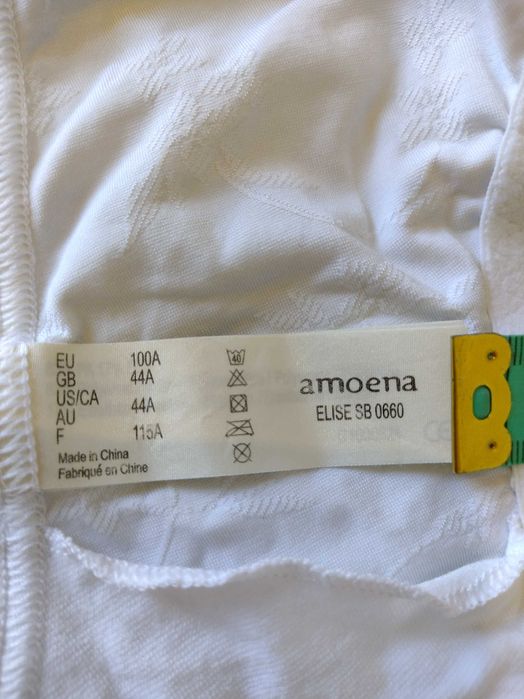 EU 100A
GB 44A
US/CA
AU 44A
F 115A
Made in China
Fabriqué en Chine
40
amoena
ELISE SB 0660